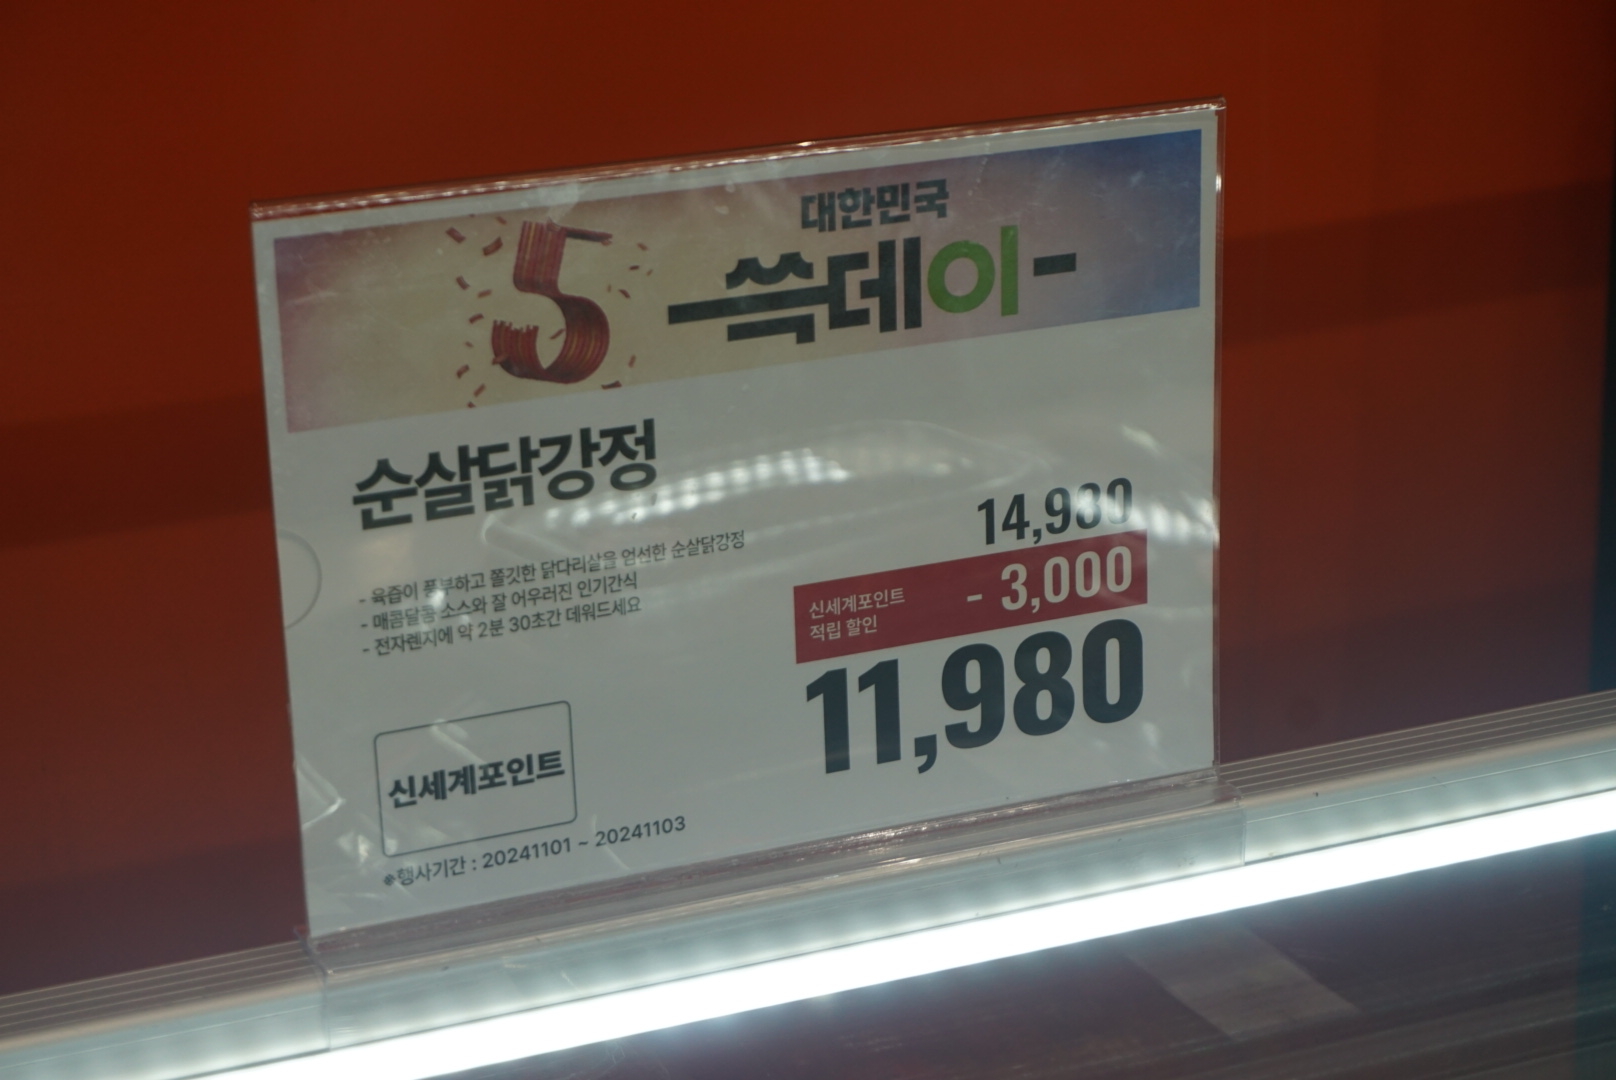 5
대한민국
쓱데이
순살닭강정
- 육즙이 풍부하고 쫄깃한 닭다리살을 엄선한 순살닭강정
- 매콤달콤 소스와 잘 어우러진 인기간식
- 전자렌지에 약 2분 30초간 데워드세요
14,980
신세계포인트
적립 할인
- 3,000
11,980
신세계포인트
※행사기간 : 20241101 ~ 20241103